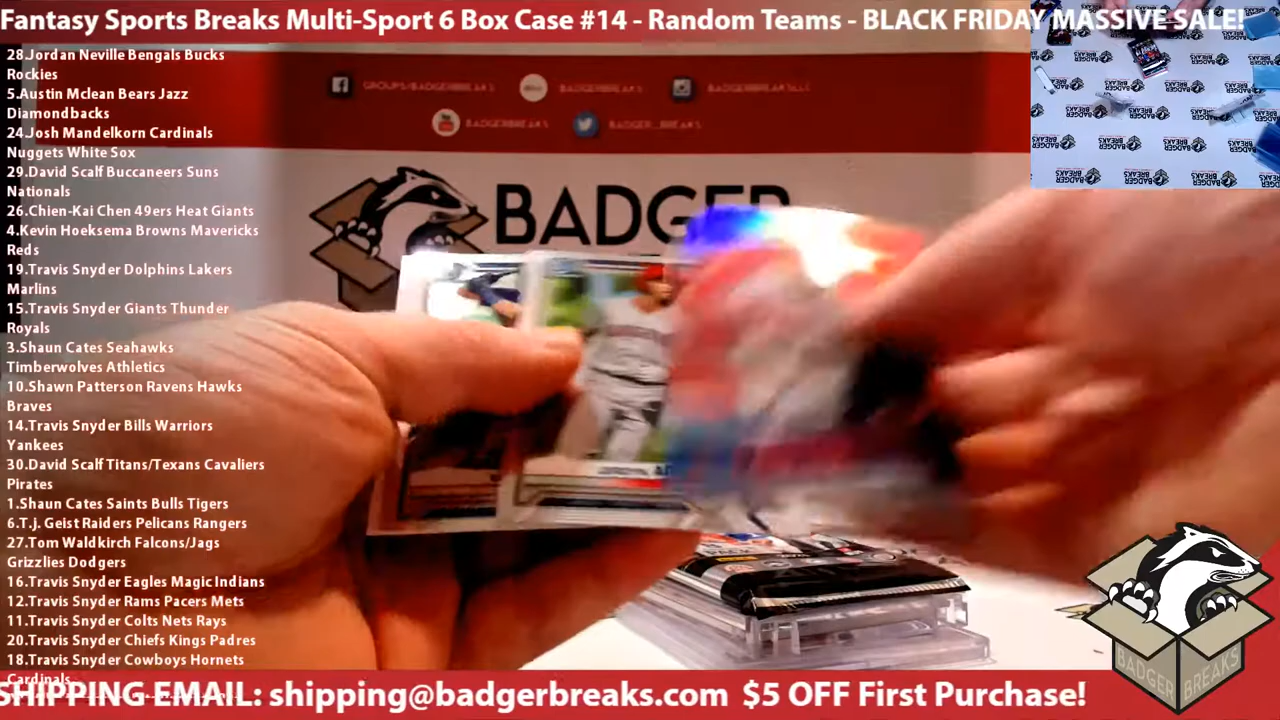 Fantasy Sports Breaks Multi-Sport 6 Box Case #14 - Random Teams - BLACK FRIDAY MASSIVE SALE!
28.Jordan Neville Bengals Bucks
Rockies
5.Austin Mclean Bears Jazz
Diamondbacks
24.Josh Mandelkorn Cardinals
Nuggets White Sox
29.David Scalf Buccaneers Suns
Nationals
26.Chien-Kai Chen 49ers Heat Giants
4.Kevin Hoeksema Browns Mavericks
Reds
19.Travis Snyder Dolphins Lakers
Marlins
15.Travis Snyder Giants Thunder
Royals
3.Shaun Cates Seahawks
Timberwolves Athletics
10.Shawn Patterson Ravens Hawks
Braves
14.Travis Snyder Bills Warriors
Yankees
30.David Scalf Titans/Texans Cavaliers
Pirates
1.Shaun Cates Saints Bulls Tigers
6.T.j. Geist Raiders Pelicans Rangers
27.Tom Waldkirch Falcons/Jags
Grizzlies Dodgers
16.Travis Snyder Eagles Magic Indians
12.Travis Snyder Rams Pacers Mets
11.Travis Snyder Colts Nets Rays
20.Travis Snyder Chiefs Kings Padres
18.Travis Snyder Cowboys Hornets
Cardinals
GROUPS/BADGERBREAKS
BADGERBREAKSLLC
BADGERBREAKS
BADGER_BREAKS
BADGER
BADGER BREAKS
SHIPPING EMAIL: shipping@badgerbreaks.com $5 OFF First Purchase!